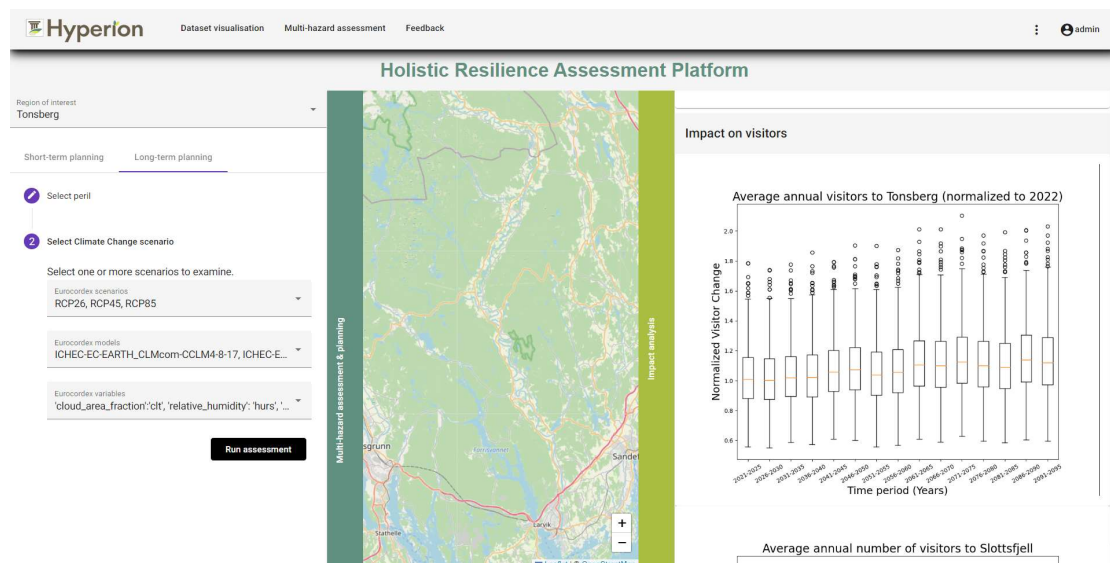 Hyperion
Dataset visualisation
Multi-hazard assessment
Feedback
admin
Holistic Resilience Assessment Platform
Region of interest
Tonsberg
Short-term planning
Long-term planning
Select peril
2
Select Climate Change scenario
Select one or more scenarios to examine.
Eurocordex scenarios
RCP26, RCP45, RCP85
Eurocordex models
ICHEC-EC-EARTH_CLMcom-CCLM4-8-17, ICHEC-E...
Eurocordex variables
'cloud_area_fraction':'clt', 'relative_humidity': 'hurs', '...
Run assessment
Multi-hazard assessment & planning
sgrunn
Sandef
Larvik
Stathelle
+
−
Impact analysis
Impact on visitors
Average annual visitors to Tonsberg (normalized to 2022)
Normalized Visitor Change
2.0
1.8
1.6
1.4
1.2
1.0
0.8
0.6
2021-2025
2026-2030
2031-2035
2036-2040
2041-2045
2046-2050
2051-2055
2056-2060
2061-2065
2066-2070
2071-2075
2076-2080
2081-2085
2086-2090
2091-2095
Time period (Years)
Average annual number of visitors to Slottsfjell